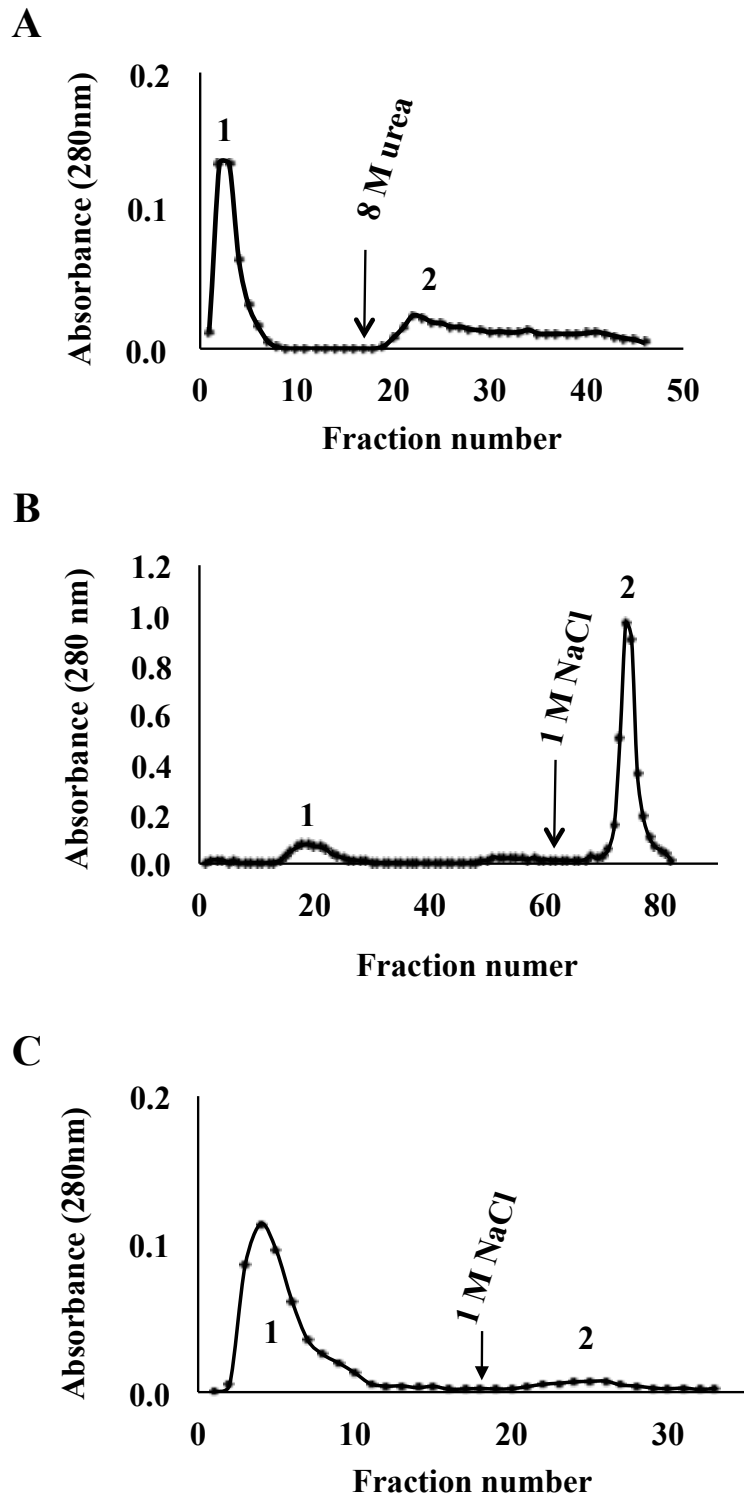 A
Absorbance (280nm)
0.2
0.1
0.0
1
8 M urea
2
0 10 20 30 40 50
Fraction number
B
Absorbance (280 nm)
1.2
1.0
0.8
0.6
0.4
0.2
0.0
1
1 M NaCl
2
0 20 40 60 80
Fraction numer
C
Absorbance (280nm)
0.2
0.1
0.0
1
1 M NaCl
2
0 10 20 30
Fraction number